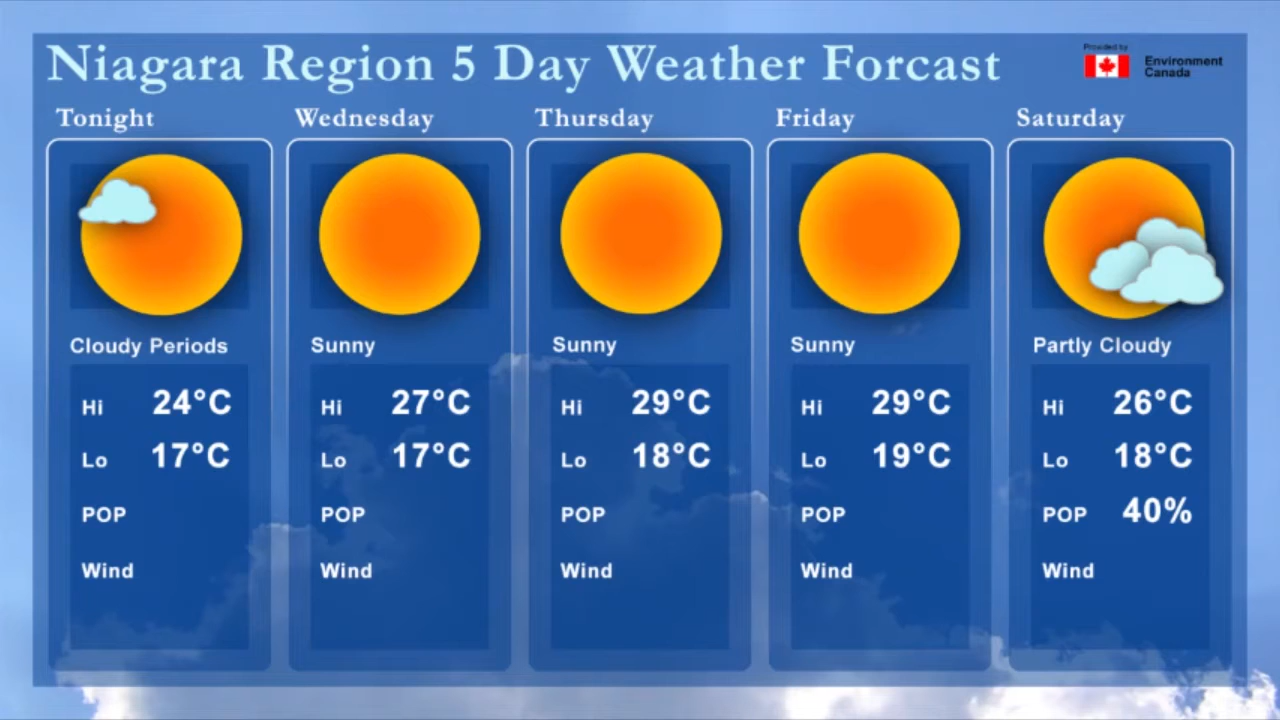 Niagara Region 5 Day Weather Forcast
Provided by
Environment
Canada
Tonight
Cloudy Periods
Hi 24°C
Lo 17°C
POP
Wind
Wednesday
Sunny
Hi 27°C
Lo 17°C
POP
Wind
Thursday
Sunny
Hi 29°C
Lo 18°C
POP
Wind
Friday
Sunny
Hi 29°C
Lo 19°C
POP
Wind
Saturday
Partly Cloudy
Hi 26°C
Lo 18°C
POP 40%
Wind